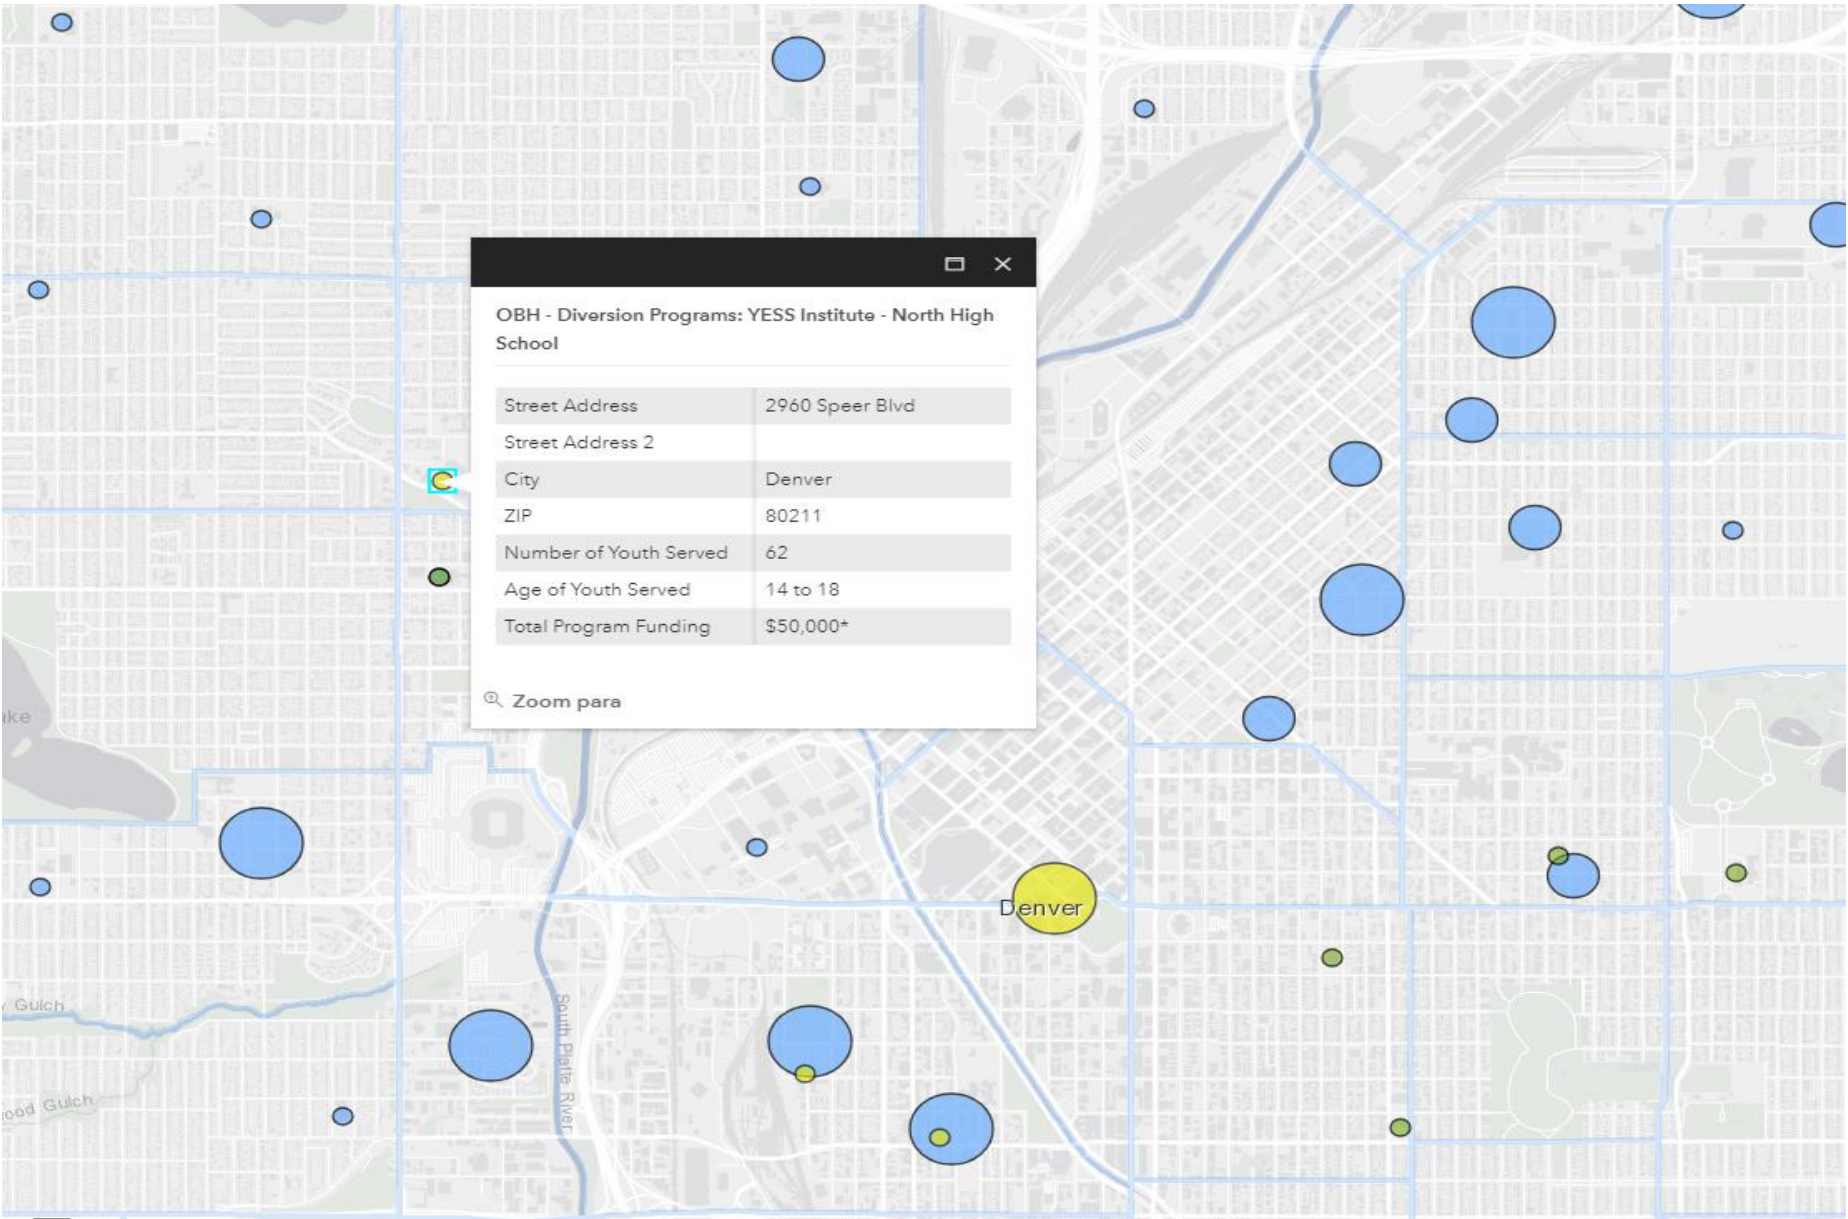 OBH - Diversion Programs: YESS Institute - North High
School
Street Address 2960 Speer Blvd
Street Address 2
City Denver
ZIP 80211
Number of Youth Served 62
Age of Youth Served 14 to 18
Total Program Funding $50,000*
Zoom para
Denver
Gulch
South Platte River
Gulch